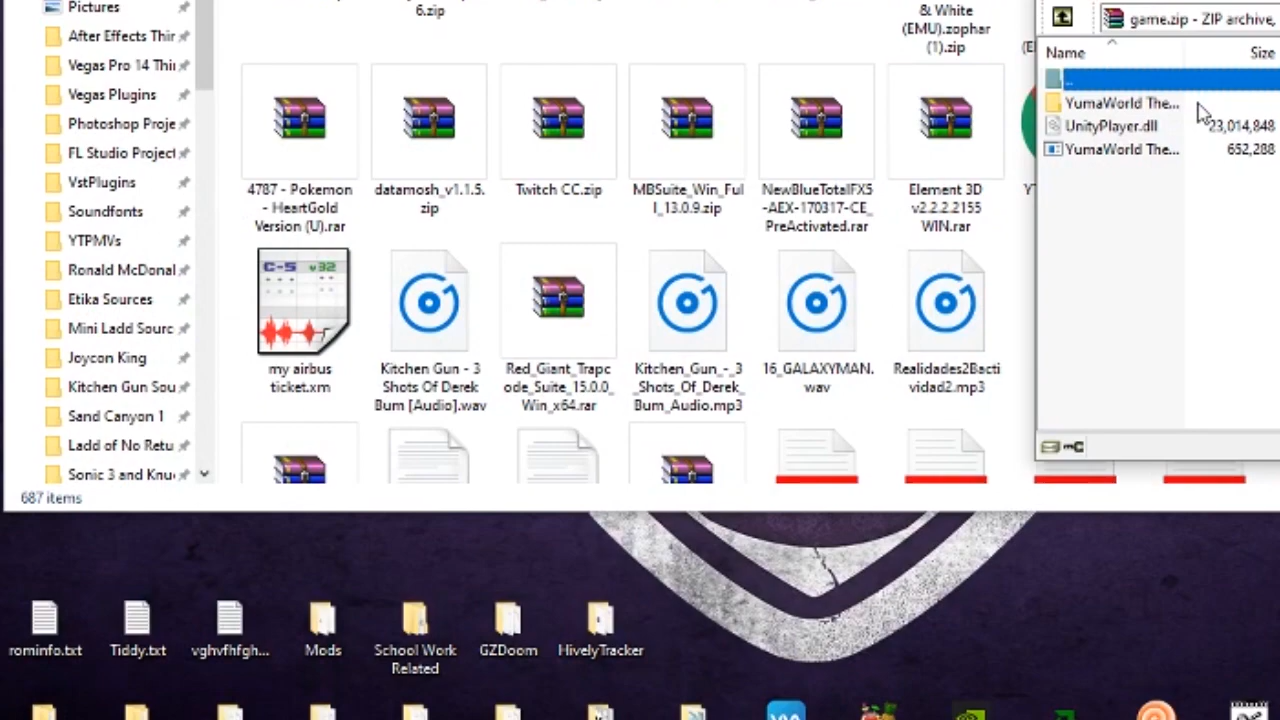 Pictures
After Effects Thir
Vegas Pro 14 Thir
Vegas Plugins
Photoshop Proje
FL Studio Project
VstPlugins
Soundfonts
YTPMVs
Ronald McDonal
Etika Sources
Mini Ladd Sourc
Joycon King
Kitchen Gun Sou
Sand Canyon 1
Ladd of No Retu
Sonic 3 and Knu
687 items
6.zip
& White
(EMU).zophar
(1).zip
4787 - Pokemon
- HeartGold
Version (U).rar
datamosh_v1.1.5.
zip
Twitch CC.zip
MBSuite_Win_Ful
l_13.0.9.zip
NewBlueTotalFX5
-AEX-170317-CE_
PreActivated.rar
Element 3D
v2.2.2.2155
WIN.rar
C-5 v32
my airbus
ticket.xm
Kitchen Gun - 3
Shots Of Derek
Bum [Audio].wav
Red_Giant_Trapc
ode_Suite_15.0.0_
Win_x64.rar
Kitchen_Gun_-_3
_Shots_Of_Derek_
Bum_Audio.mp3
16_GALAXYMAN.
wav
Realidades2Bacti
vidad2.mp3
game.zip - ZIP archive,
Name
Size
..
YumaWorld The...
UnityPlayer.dll
23,014,848
YumaWorld The...
652,288
rominfo.txt
Tiddy.txt
vghvfhfgh...
Mods
School Work
Related
GZDoom
HivelyTracker